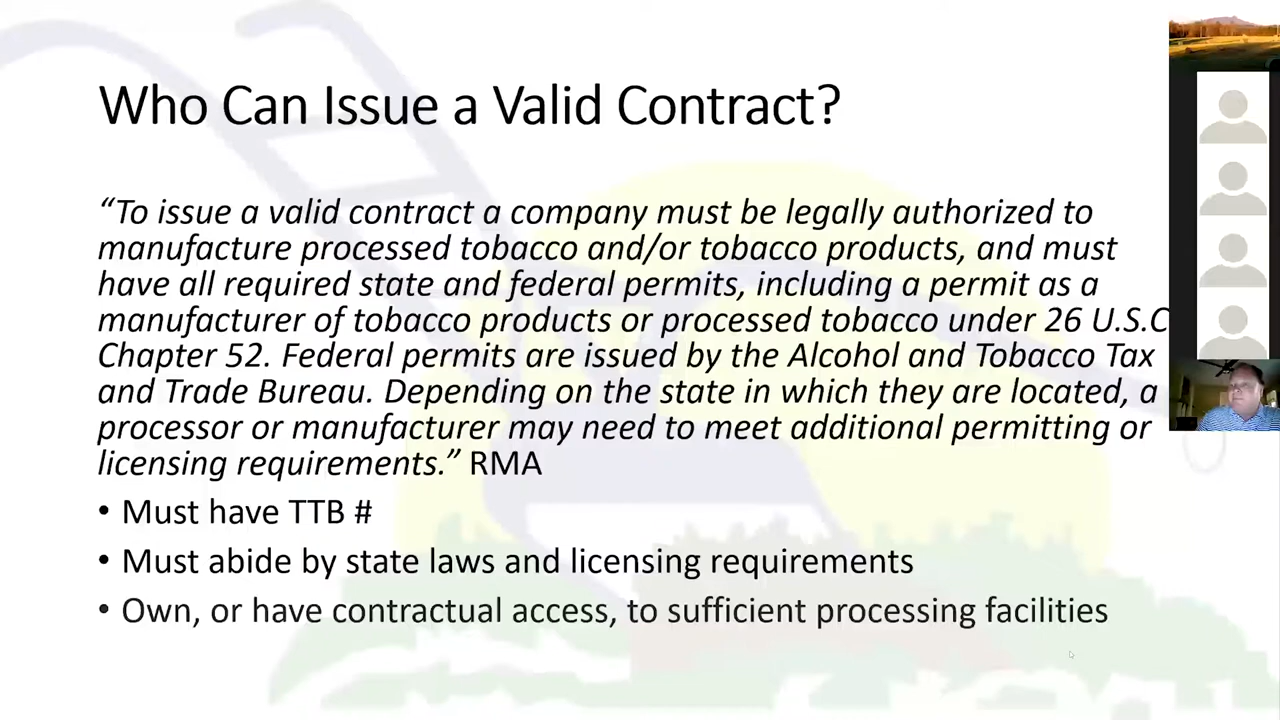 Who Can Issue a Valid Contract?
“To issue a valid contract a company must be legally authorized to
manufacture processed tobacco and/or tobacco products, and must
have all required state and federal permits, including a permit as a
manufacturer of tobacco products or processed tobacco under 26 U.S.C
Chapter 52. Federal permits are issued by the Alcohol and Tobacco Tax
and Trade Bureau. Depending on the state in which they are located, a
processor or manufacturer may need to meet additional permitting or
licensing requirements.” RMA
• Must have TTB #
• Must abide by state laws and licensing requirements
• Own, or have contractual access, to sufficient processing facilities